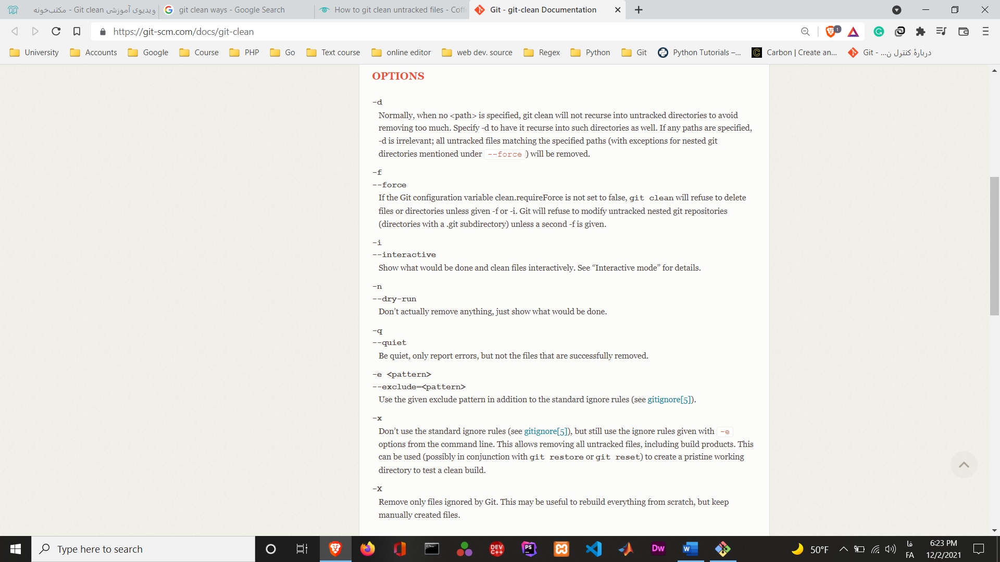 ویدیوی آموزشی Git clean - مکتب‌خونه
git clean ways - Google Search
How to git clean untracked files - Coff
Git - git-clean Documentation
https://git-scm.com/docs/git-clean
1
University
Accounts
Google
Course
PHP
Go
Text course
online editor
web dev. source
Regex
Python
Git
Python Tutorials –...
Carbon | Create an...
Git - ...دربارهٔ کنترل ن
OPTIONS
-d
Normally, when no <path> is specified, git clean will not recurse into untracked directories to avoid
removing too much. Specify -d to have it recurse into such directories as well. If any paths are specified,
-d is irrelevant; all untracked files matching the specified paths (with exceptions for nested git
directories mentioned under --force ) will be removed.
-f
--force
If the Git configuration variable clean.requireForce is not set to false, git clean will refuse to delete
files or directories unless given -f or -i. Git will refuse to modify untracked nested git repositories
(directories with a .git subdirectory) unless a second -f is given.
-i
--interactive
Show what would be done and clean files interactively. See “Interactive mode” for details.
-n
--dry-run
Don’t actually remove anything, just show what would be done.
-q
--quiet
Be quiet, only report errors, but not the files that are successfully removed.
-e <pattern>
--exclude=<pattern>
Use the given exclude pattern in addition to the standard ignore rules (see gitignore[5]).
-x
Don’t use the standard ignore rules (see gitignore[5]), but still use the ignore rules given with -e
options from the command line. This allows removing all untracked files, including build products. This
can be used (possibly in conjunction with git restore or git reset) to create a pristine working
directory to test a clean build.
-X
Remove only files ignored by Git. This may be useful to rebuild everything from scratch, but keep
manually created files.
Type here to search
DEV C++
PS
Dw
50°F
فا
FA
6:23 PM
12/2/2021